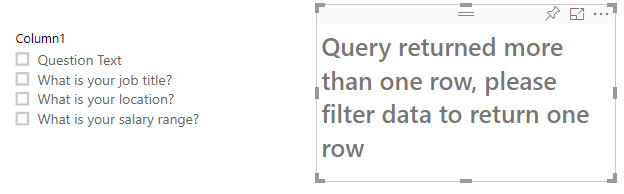 Column1
Question Text
What is your job title?
What is your location?
What is your salary range?
Query returned more
than one row, please
filter data to return one
row